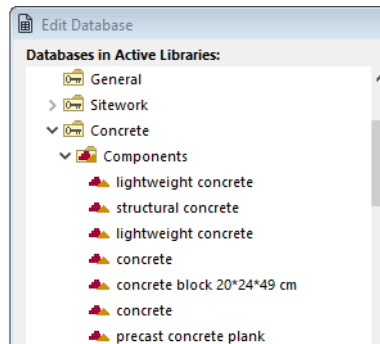 Edit Database
Databases in Active Libraries:
General
Sitework
Concrete
Components
lightweight concrete
structural concrete
lightweight concrete
concrete
concrete block 20*24*49 cm
concrete
precast concrete plank